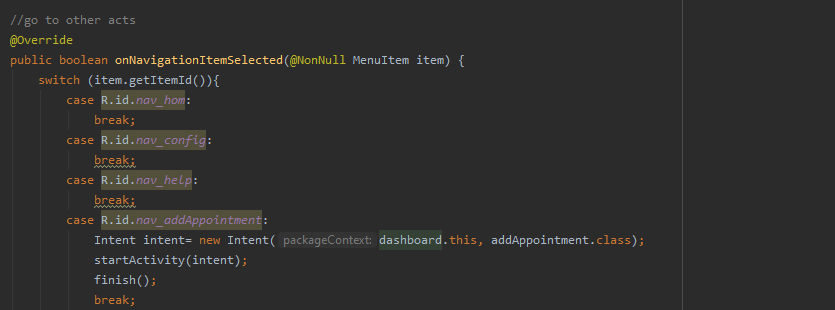 //go to other acts
@Override
public boolean onNavigationItemSelected(@NonNull MenuItem item) {
switch (item.getItemId()){
case R.id.nav_hom:
break;
case R.id.nav_config:
break;
case R.id.nav_help:
break;
case R.id.nav_addAppointment:
Intent intent= new Intent( packageContext: dashboard.this, addAppointment.class);
startActivity(intent);
finish();
break;